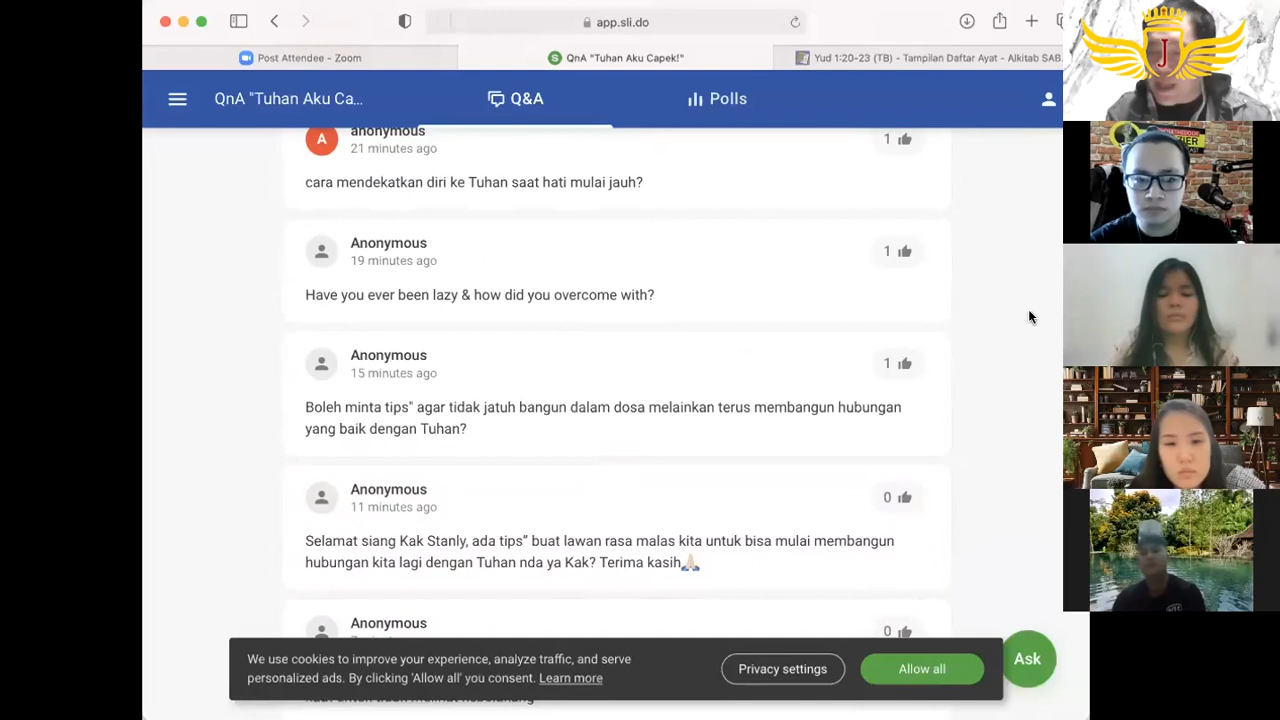 app.sli.do
Post Attendee - Zoom
QnA "Tuhan Aku Capek!"
Yud 1:20-23 (TB) - Tampilan Daftar Ayat - Alkitab SAB.
QnA "Tuhan Aku Ca...
Q&A
Polls
A
anonymous
21 minutes ago
1
cara mendekatkan diri ke Tuhan saat hati mulai jauh?
Anonymous
19 minutes ago
1
Have you ever been lazy & how did you overcome with?
Anonymous
15 minutes ago
1
Boleh minta tips" agar tidak jatuh bangun dalam dosa melainkan terus membangun hubungan
yang baik dengan Tuhan?
Anonymous
11 minutes ago
0
Selamat siang Kak Stanly, ada tips” buat lawan rasa malas kita untuk bisa mulai membangun
hubungan kita lagi dengan Tuhan nda ya Kak? Terima kasih🙏🏻
Anonymous
0
We use cookies to improve your experience, analyze traffic, and serve
personalized ads. By clicking 'Allow all' you consent. Learn more
Privacy settings
Allow all
Ask
J